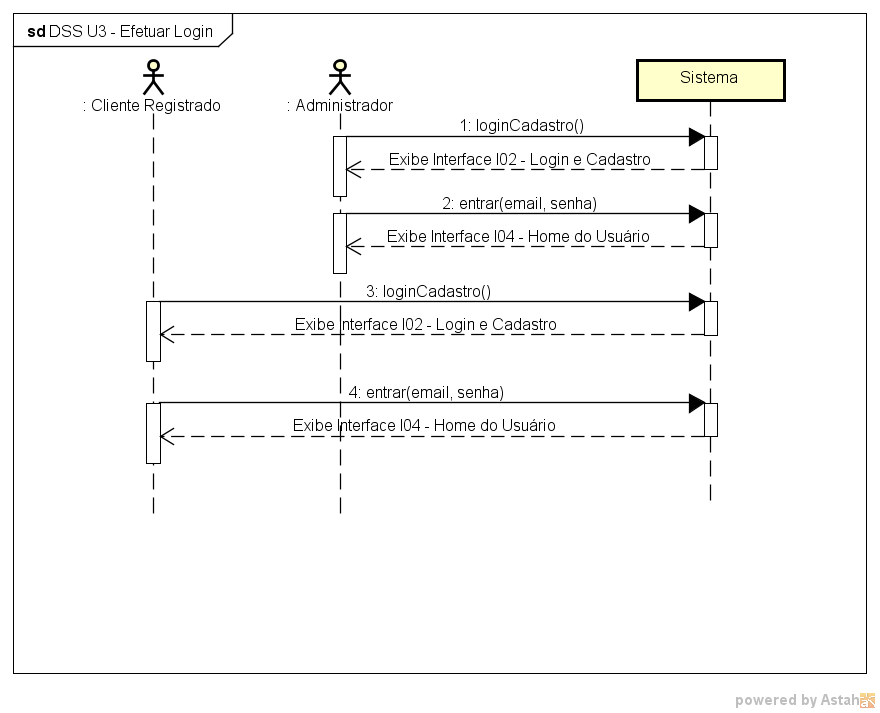 sd DSS U3 - Efetuar Login
: Cliente Registrado
: Administrador
Sistema
1: loginCadastro()
Exibe Interface I02 - Login e Cadastro
2: entrar(email, senha)
Exibe Interface I04 - Home do Usuário
3: loginCadastro()
Exibe Interface I02 - Login e Cadastro
4: entrar(email, senha)
Exibe Interface I04 - Home do Usuário
powered by Astah